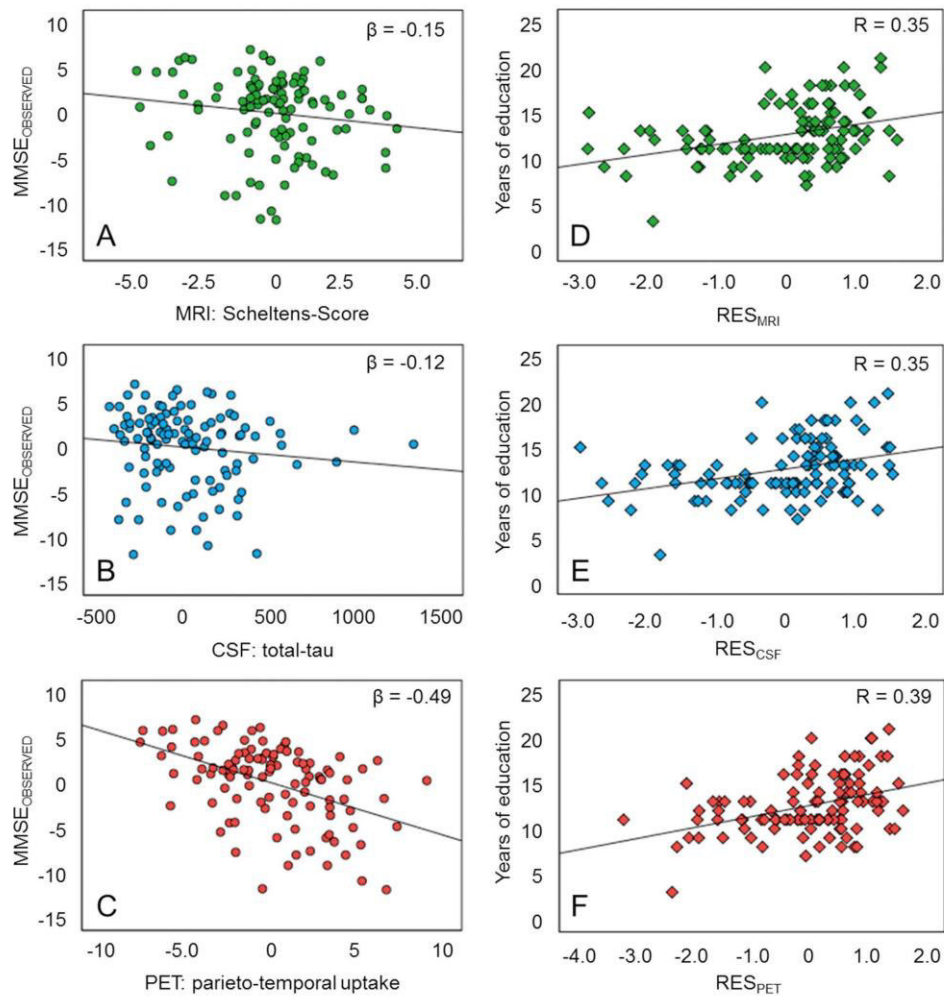 10
5
0
-5
-10
-15
MMSE_OBSERVED
β = -0.15
A
-5.0 -2.5 0 2.5 5.0
MRI: Scheltens-Score
25
20
15
10
5
0
Years of education
R = 0.35
D
-3.0 -1.0 0 1.0 2.0
RES_MRI
10
5
0
-5
-10
-15
MMSE_OBSERVED
β = -0.12
B
-500 0 500 1000 1500
CSF: total-tau
25
20
15
10
5
0
Years of education
R = 0.35
E
-3.0 -1.0 0 1.0 2.0
RES_CSF
10
5
0
-5
-10
-15
MMSE_OBSERVED
β = -0.49
C
-10 -5.0 0 5 10
PET: parieto-temporal uptake
25
20
15
10
5
0
Years of education
R = 0.39
F
-4.0 -3.0 -2.0 -1.0 0 1.0 2.0
RES_PET